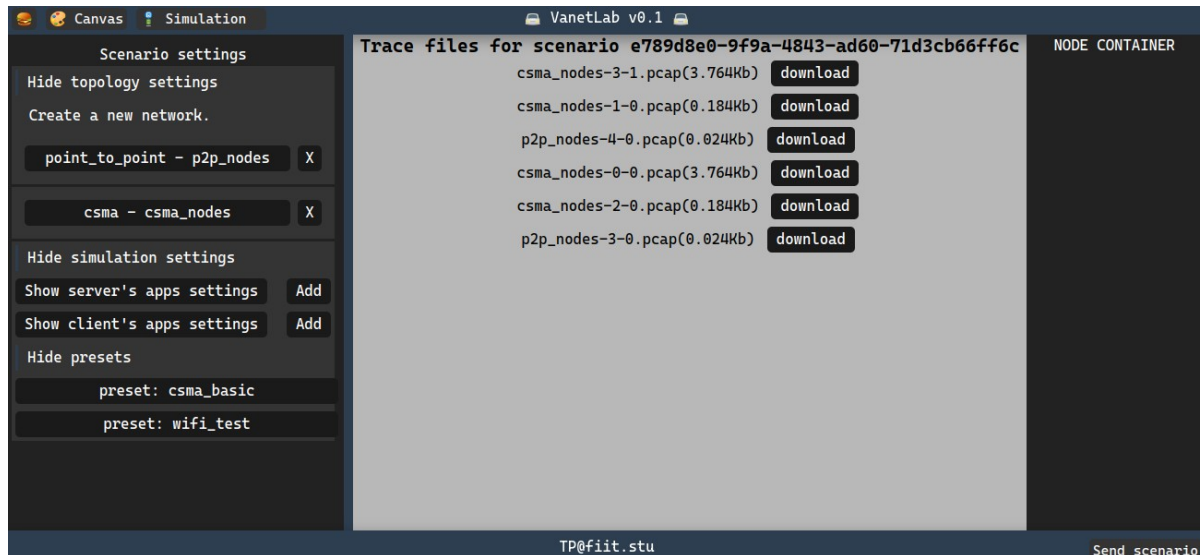 Canvas Simulation
VanetLab v0.1
Scenario settings
Hide topology settings
Create a new network.
point_to_point - p2p_nodes X
csma - csma_nodes X
Hide simulation settings
Show server's apps settings Add
Show client's apps settings Add
Hide presets
preset: csma_basic
preset: wifi_test
Trace files for scenario e789d8e0-9f9a-4843-ad60-71d3cb66ff6c
csma_nodes-3-1.pcap(3.764Kb) download
csma_nodes-1-0.pcap(0.184Kb) download
p2p_nodes-4-0.pcap(0.024Kb) download
csma_nodes-0-0.pcap(3.764Kb) download
csma_nodes-2-0.pcap(0.184Kb) download
p2p_nodes-3-0.pcap(0.024Kb) download
NODE CONTAINER
TP@fiit.stu
Send scenario